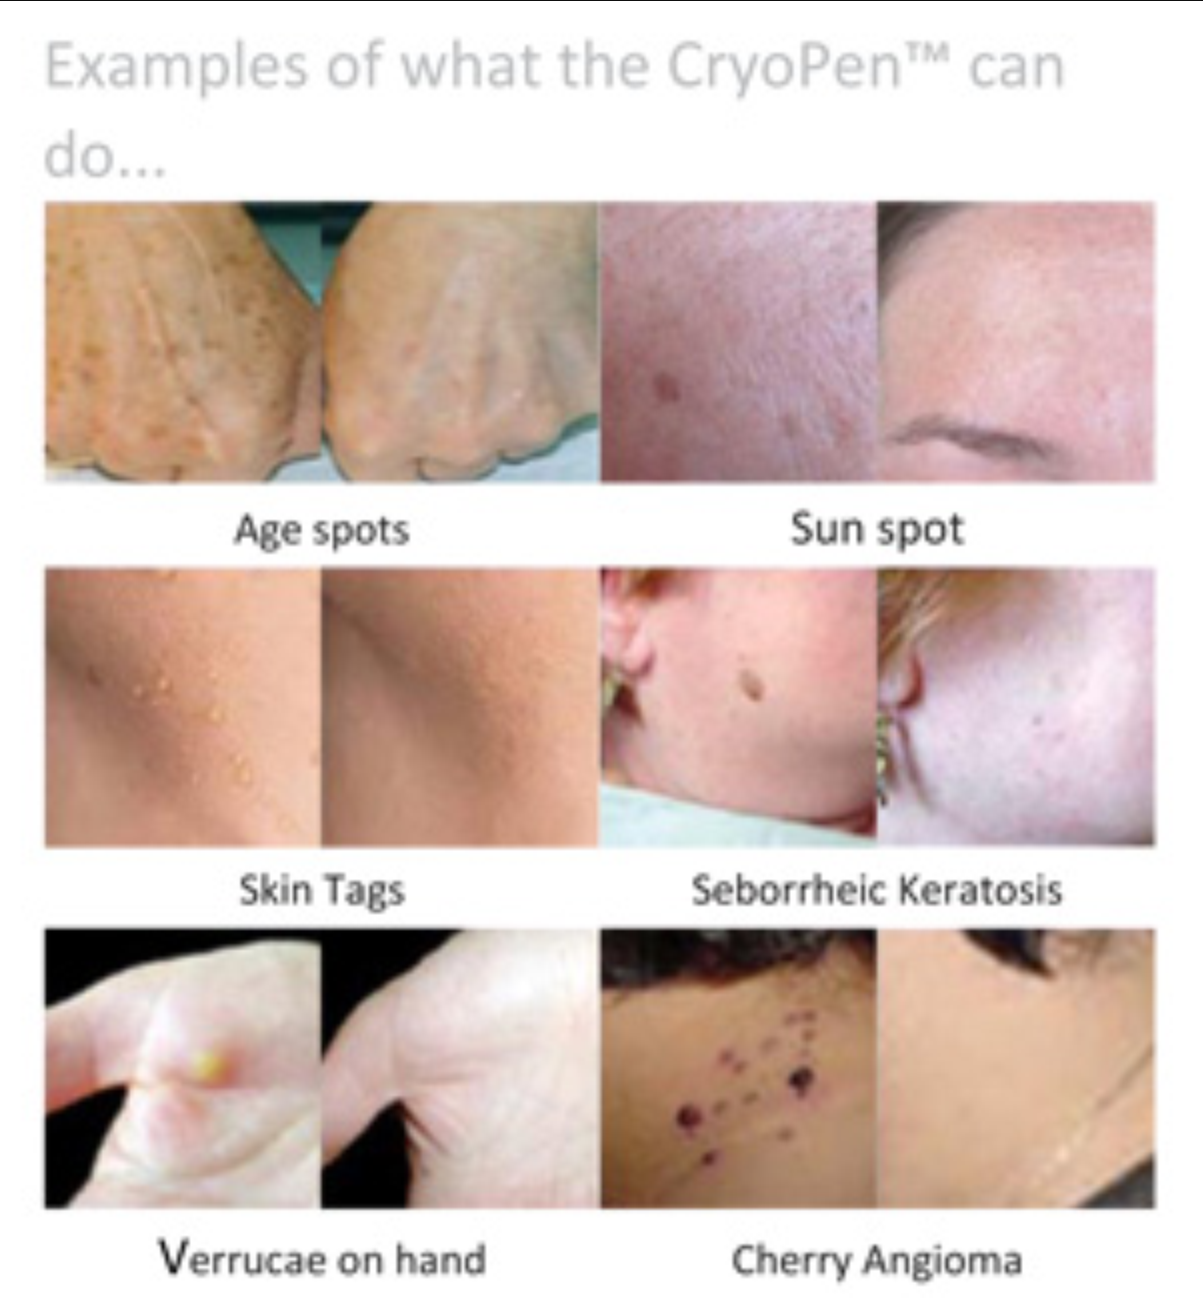 Examples of what the CryoPen™ can
do...
Age spots
Sun spot
Skin Tags
Seborrheic Keratosis
Verrucae on hand
Cherry Angioma